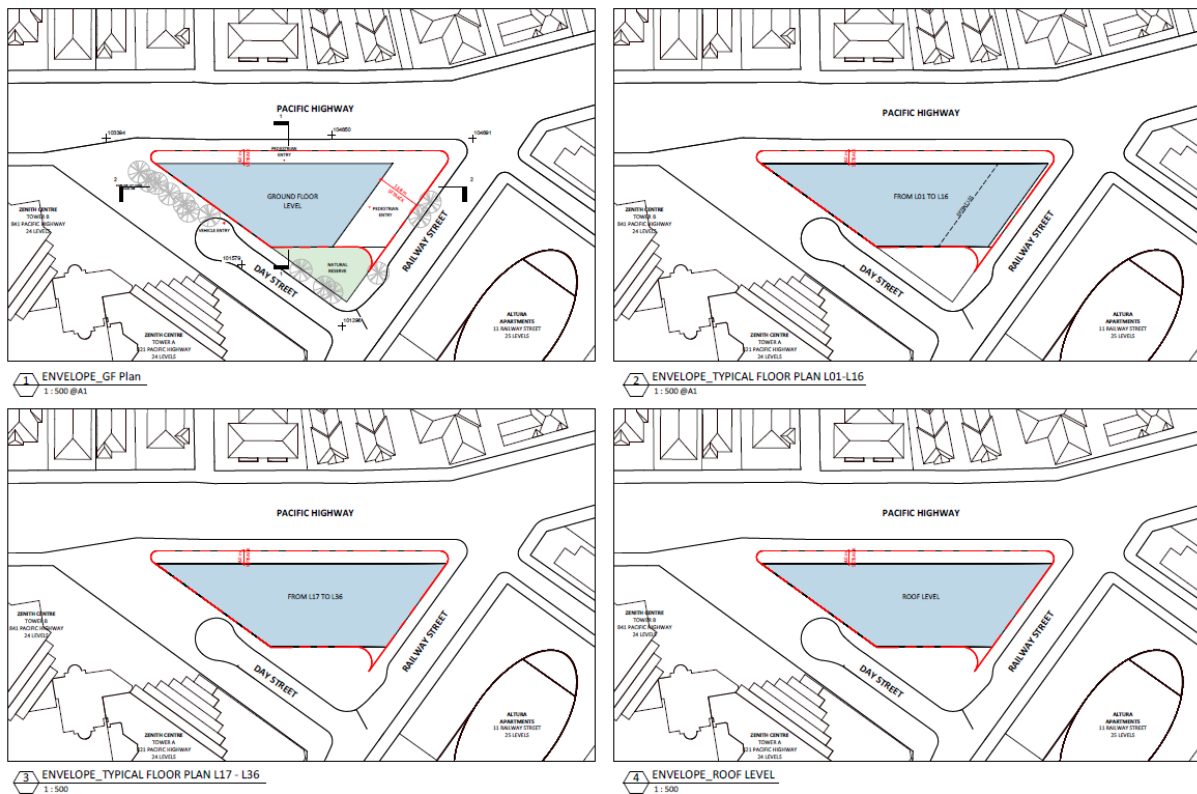 PACIFIC HIGHWAY
1
103394
104650
104691
PEDESTRIAN
ENTRY
2
2
GROUND FLOOR
LEVEL
SETBACK
PEDESTRIAN
ENTRY
ZENITH CENTRE
TOWER B
VEHICLE ENTRY
24 LEVELS
101579
NATURAL
RESERVE
DAY STREET
RAILWAY STREET
ZENITH CENTRE
TOWER A
821 PACIFIC HIGHWAY
24 LEVELS
ALTURA
APARTMENTS
11 RAILWAY STREET
25 LEVELS
1 ENVELOPE_GF Plan
1 : 500 @A1
PACIFIC HIGHWAY
FROM L01 TO L16
ZENITH CENTRE
TOWER B
841 PACIFIC HIGHWAY
24 LEVELS
DAY STREET
RAILWAY STREET
ZENITH CENTRE
TOWER A
821 PACIFIC HIGHWAY
24 LEVELS
ALTURA
APARTMENTS
11 RAILWAY STREET
25 LEVELS
2 ENVELOPE_TYPICAL FLOOR PLAN L01-L16
1 : 500 @A1
PACIFIC HIGHWAY
FROM L17 TO L36
ZENITH CENTRE
TOWER B
841 PACIFIC HIGHWAY
24 LEVELS
DAY STREET
RAILWAY STREET
ZENITH CENTRE
TOWER A
821 PACIFIC HIGHWAY
24 LEVELS
ALTURA
APARTMENTS
11 RAILWAY STREET
25 LEVELS
3 ENVELOPE_TYPICAL FLOOR PLAN L17 - L36
1 : 500
PACIFIC HIGHWAY
ROOF LEVEL
ZENITH CENTRE
TOWER B
841 PACIFIC HIGHWAY
24 LEVELS
DAY STREET
RAILWAY STREET
ZENITH CENTRE
TOWER A
821 PACIFIC HIGHWAY
24 LEVELS
ALTURA
APARTMENTS
11 RAILWAY STREET
25 LEVELS
4 ENVELOPE_ROOF LEVEL
1 : 500